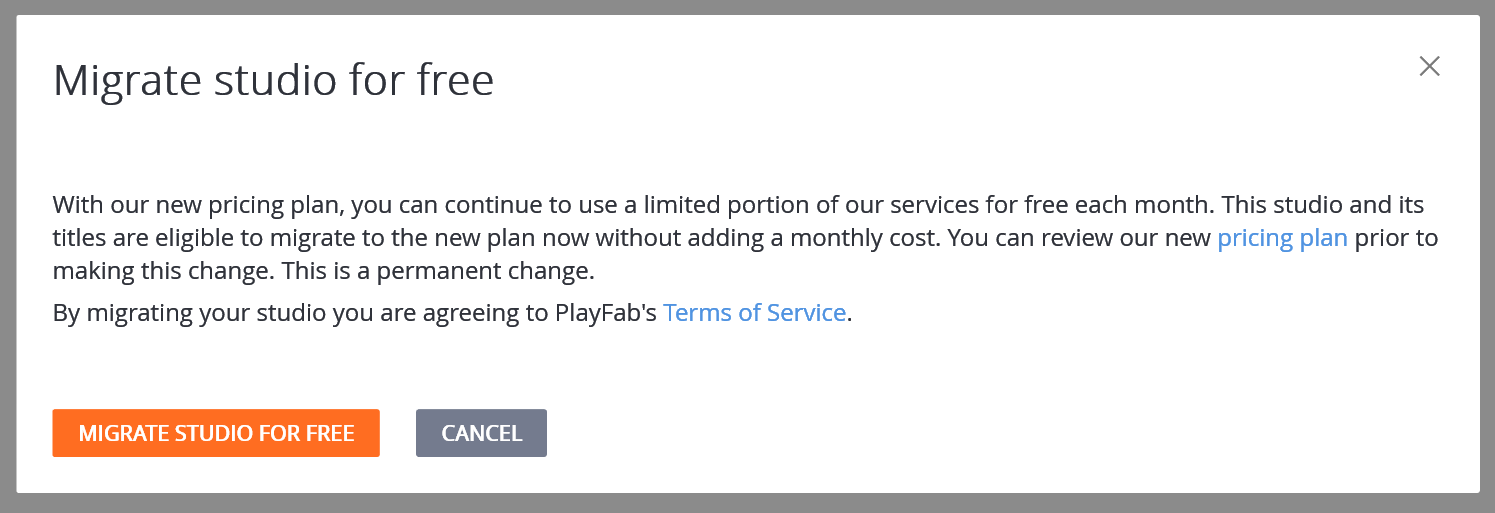 Migrate studio for free
With our new pricing plan, you can continue to use a limited portion of our services for free each month. This studio and its
titles are eligible to migrate to the new plan now without adding a monthly cost. You can review our new pricing plan prior to
making this change. This is a permanent change.
By migrating your studio you are agreeing to PlayFab's Terms of Service.
MIGRATE STUDIO FOR FREE CANCEL